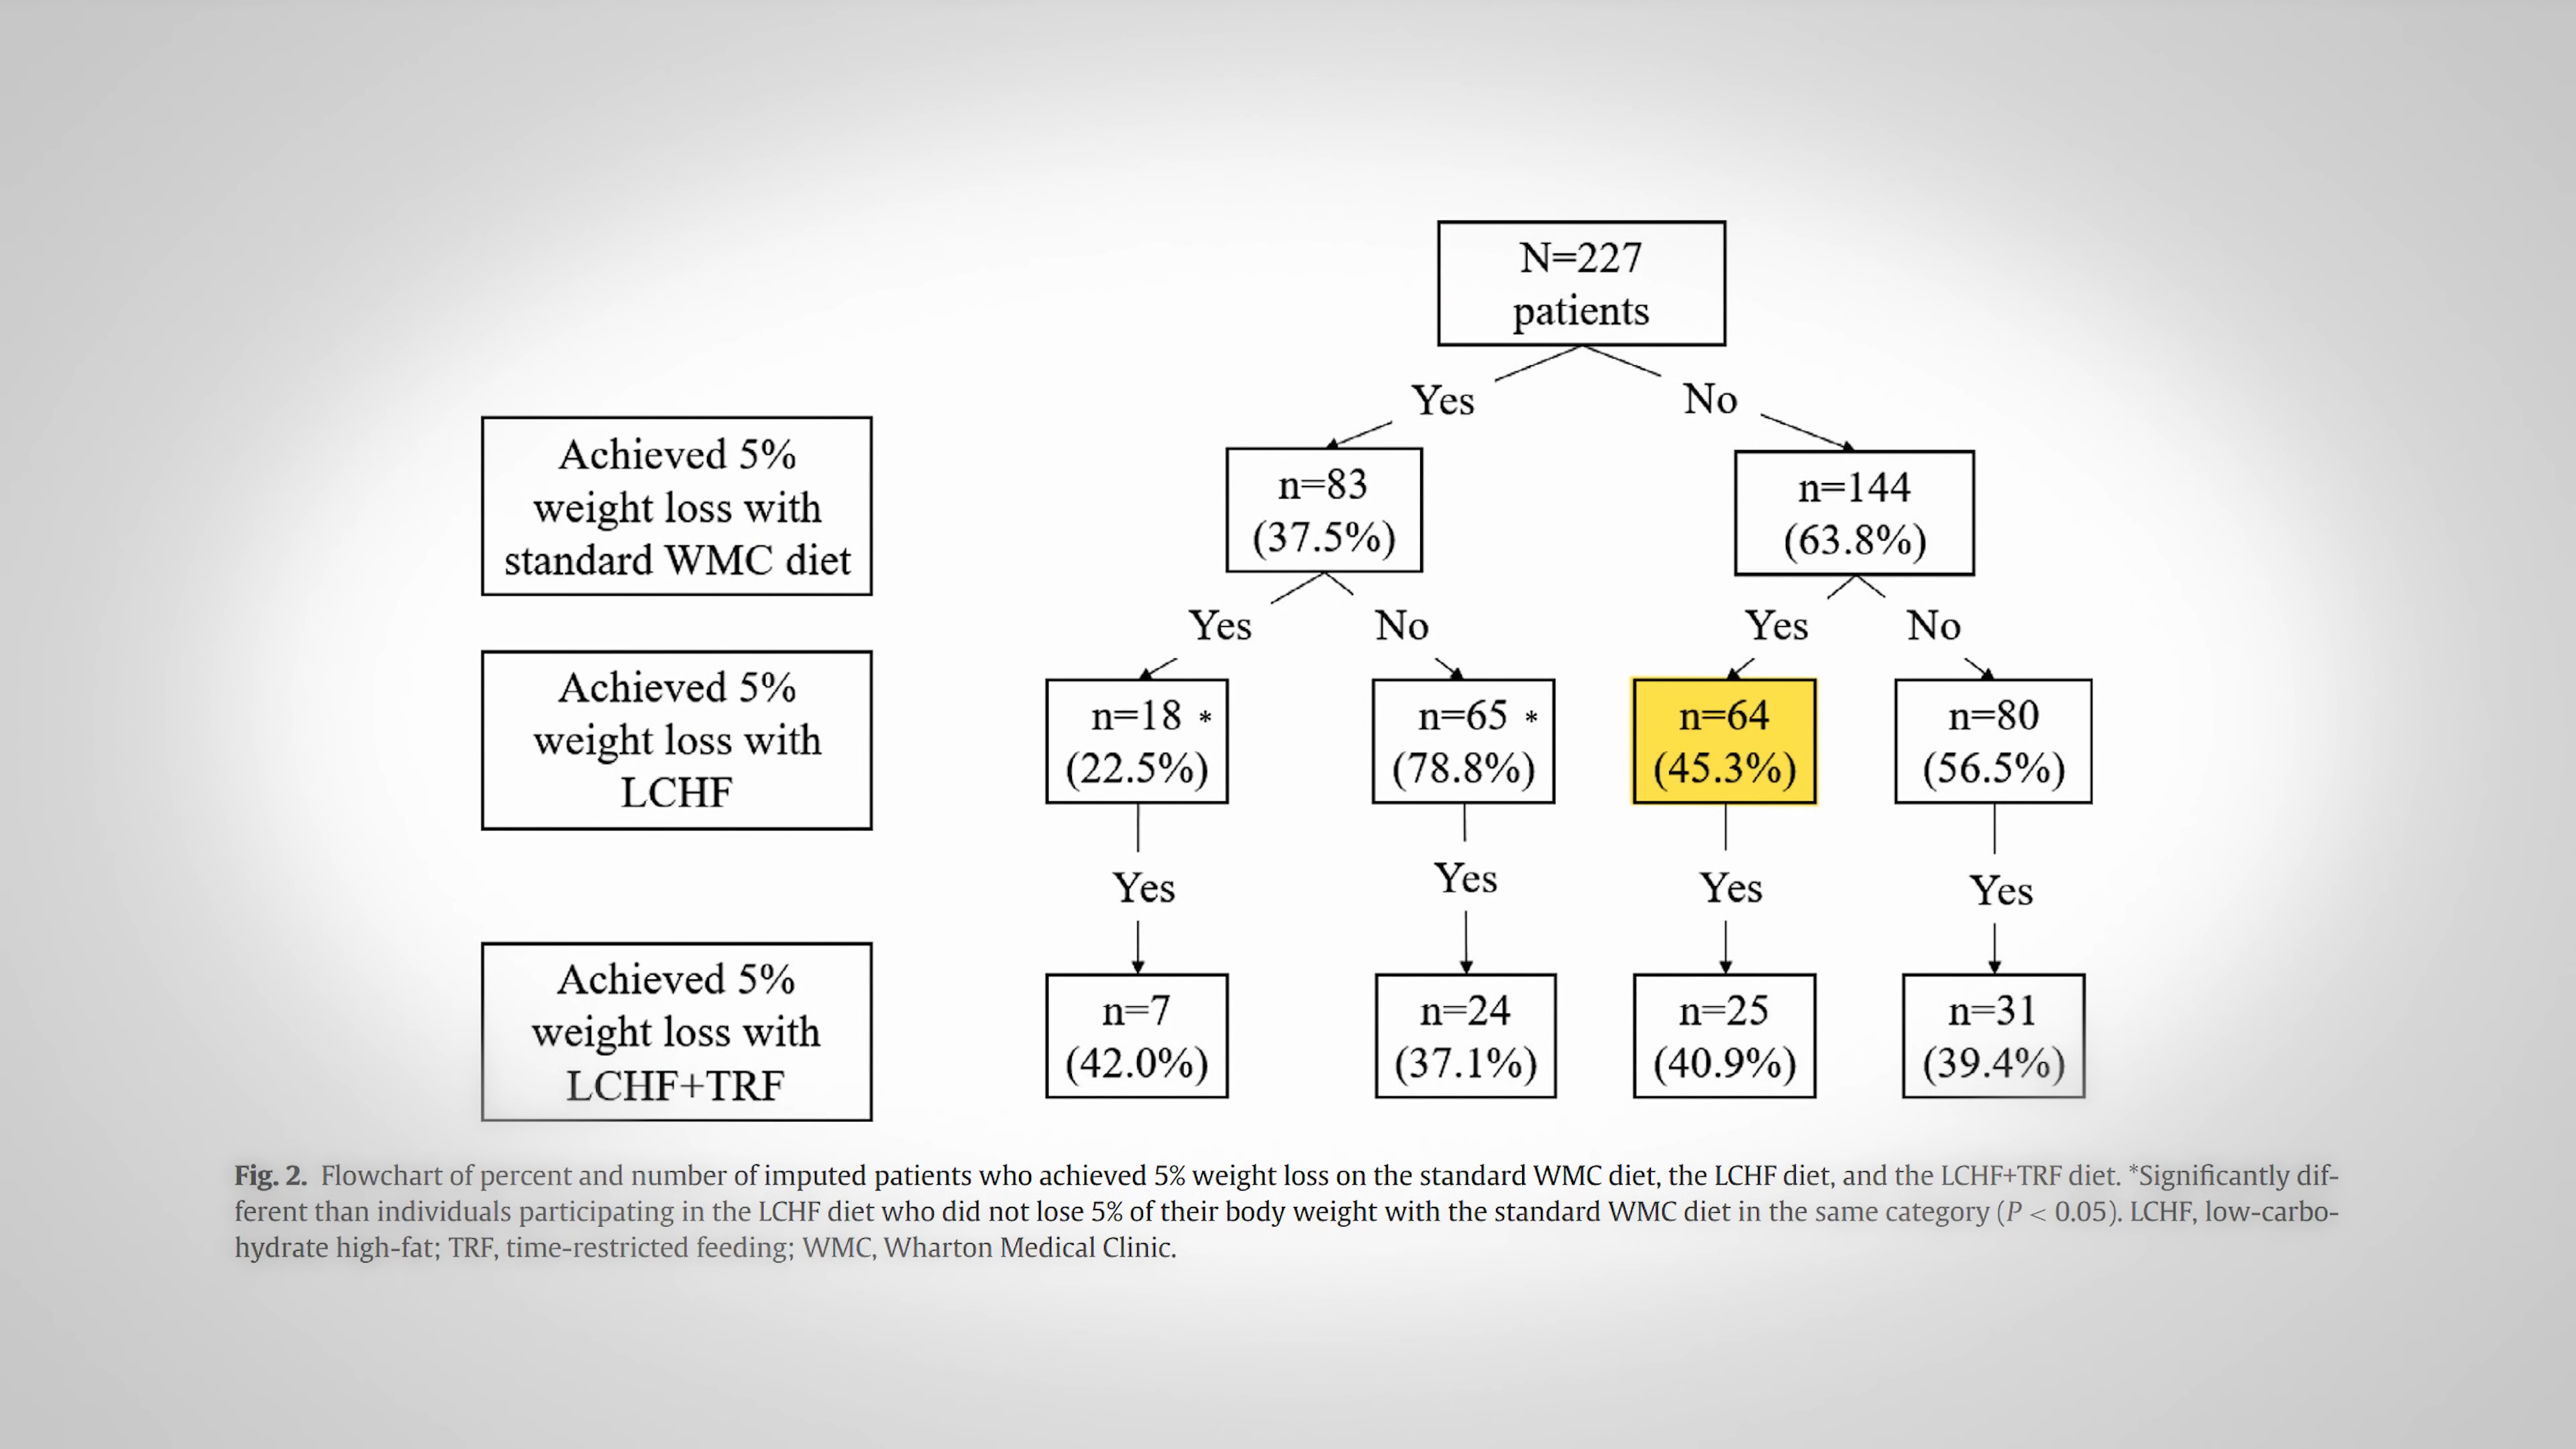 N=227
patients
Yes
No
Achieved 5%
weight loss with
standard WMC diet
n=83
(37.5%)
n=144
(63.8%)
Yes
No
Yes
No
Achieved 5%
weight loss with
LCHF
n=18 *
(22.5%)
n=65 *
(78.8%)
n=64
(45.3%)
n=80
(56.5%)
Yes
Yes
Yes
Yes
Achieved 5%
weight loss with
LCHF+TRF
n=7
(42.0%)
n=24
(37.1%)
n=25
(40.9%)
n=31
(39.4%)
Fig. 2. Flowchart of percent and number of imputed patients who achieved 5% weight loss on the standard WMC diet, the LCHF diet, and the LCHF+TRF diet. *Significantly dif-
ferent than individuals participating in the LCHF diet who did not lose 5% of their body weight with the standard WMC diet in the same category (P < 0.05). LCHF, low-carbo-
hydrate high-fat; TRF, time-restricted feeding; WMC, Wharton Medical Clinic.